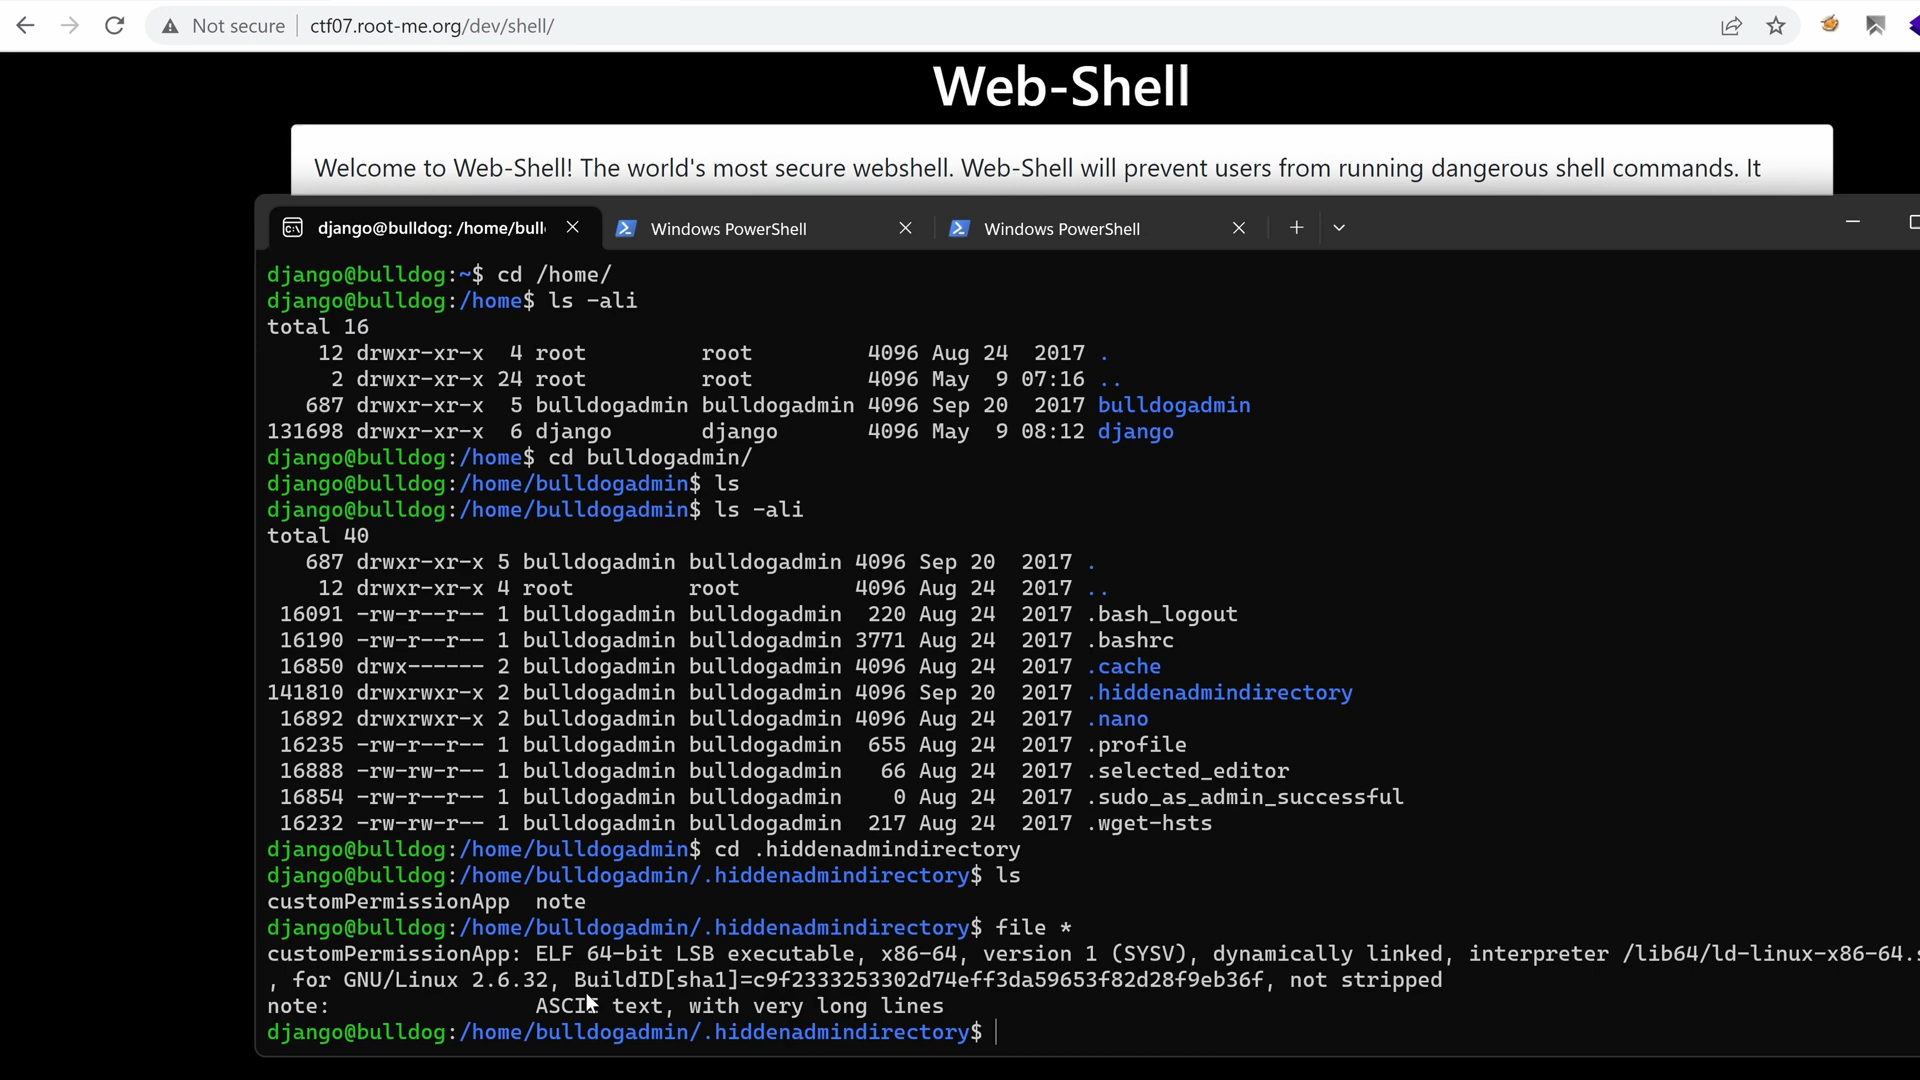 Not secure
ctf07.root-me.org/dev/shell/
Web-Shell
Welcome to Web-Shell! The world's most secure webshell. Web-Shell will prevent users from running dangerous shell commands. It
django@bulldog: /home/bull
Windows PowerShell
Windows PowerShell
django@bulldog:~$ cd /home/
django@bulldog:/home$ ls -ali
total 16
12 drwxr-xr-x 4 root root 4096 Aug 24 2017 .
2 drwxr-xr-x 24 root root 4096 May 9 07:16 ..
687 drwxr-xr-x 5 bulldogadmin bulldogadmin 4096 Sep 20 2017 bulldogadmin
131698 drwxr-xr-x 6 django django 4096 May 9 08:12 django
django@bulldog:/home$ cd bulldogadmin/
django@bulldog:/home/bulldogadmin$ ls
django@bulldog:/home/bulldogadmin$ ls -ali
total 40
687 drwxr-xr-x 5 bulldogadmin bulldogadmin 4096 Sep 20 2017 .
12 drwxr-xr-x 4 root root 4096 Aug 24 2017 ..
16091 -rw-r--r-- 1 bulldogadmin bulldogadmin 220 Aug 24 2017 .bash_logout
16190 -rw-r--r-- 1 bulldogadmin bulldogadmin 3771 Aug 24 2017 .bashrc
16850 drwx------ 2 bulldogadmin bulldogadmin 4096 Aug 24 2017 .cache
141810 drwxrwxr-x 2 bulldogadmin bulldogadmin 4096 Sep 20 2017 .hiddenadmindirectory
16892 drwxrwxr-x 2 bulldogadmin bulldogadmin 4096 Aug 24 2017 .nano
16235 -rw-r--r-- 1 bulldogadmin bulldogadmin 655 Aug 24 2017 .profile
16888 -rw-rw-r-- 1 bulldogadmin bulldogadmin 66 Aug 24 2017 .selected_editor
16854 -rw-r--r-- 1 bulldogadmin bulldogadmin 0 Aug 24 2017 .sudo_as_admin_successful
16232 -rw-rw-r-- 1 bulldogadmin bulldogadmin 217 Aug 24 2017 .wget-hsts
django@bulldog:/home/bulldogadmin$ cd .hiddenadmindirectory
django@bulldog:/home/bulldogadmin/.hiddenadmindirectory$ ls
customPermissionApp note
django@bulldog:/home/bulldogadmin/.hiddenadmindirectory$ file *
customPermissionApp: ELF 64-bit LSB executable, x86-64, version 1 (SYSV), dynamically linked, interpreter /lib64/ld-linux-x86-64.s
, for GNU/Linux 2.6.32, BuildID[sha1]=c9f2333253302d74eff3da59653f82d28f9eb36f, not stripped
note: ASCII text, with very long lines
django@bulldog:/home/bulldogadmin/.hiddenadmindirectory$